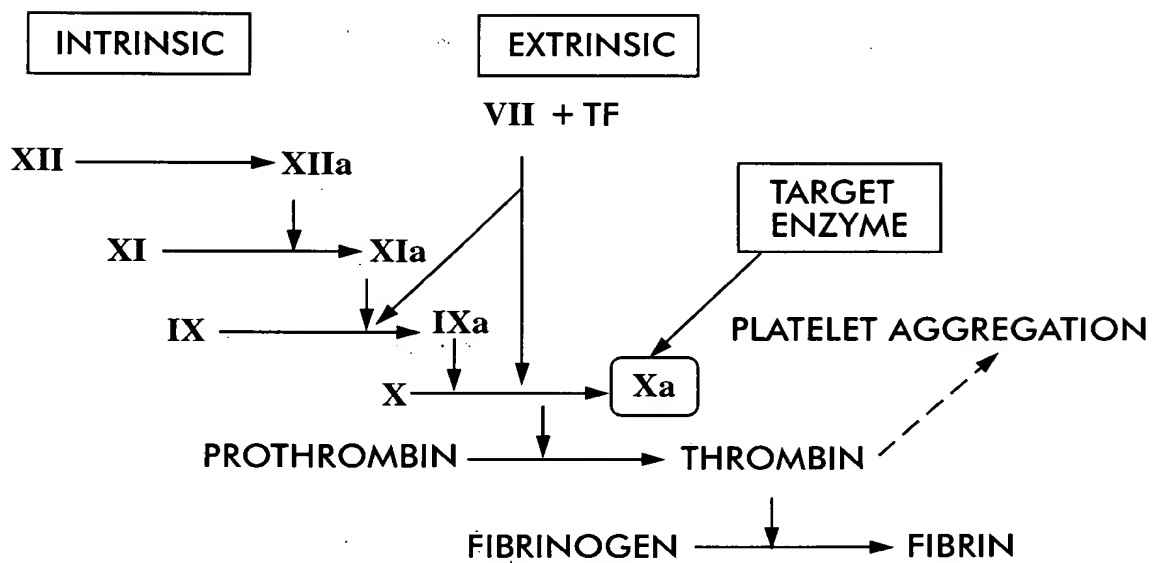 INTRINSIC
EXTRINSIC
VII + TF
XII
XIIa
TARGET
ENZYME
XI
XIa
IX
IXa
PLATELET AGGREGATION
X
Xa
PROTHROMBIN
THROMBIN
FIBRINOGEN
FIBRIN